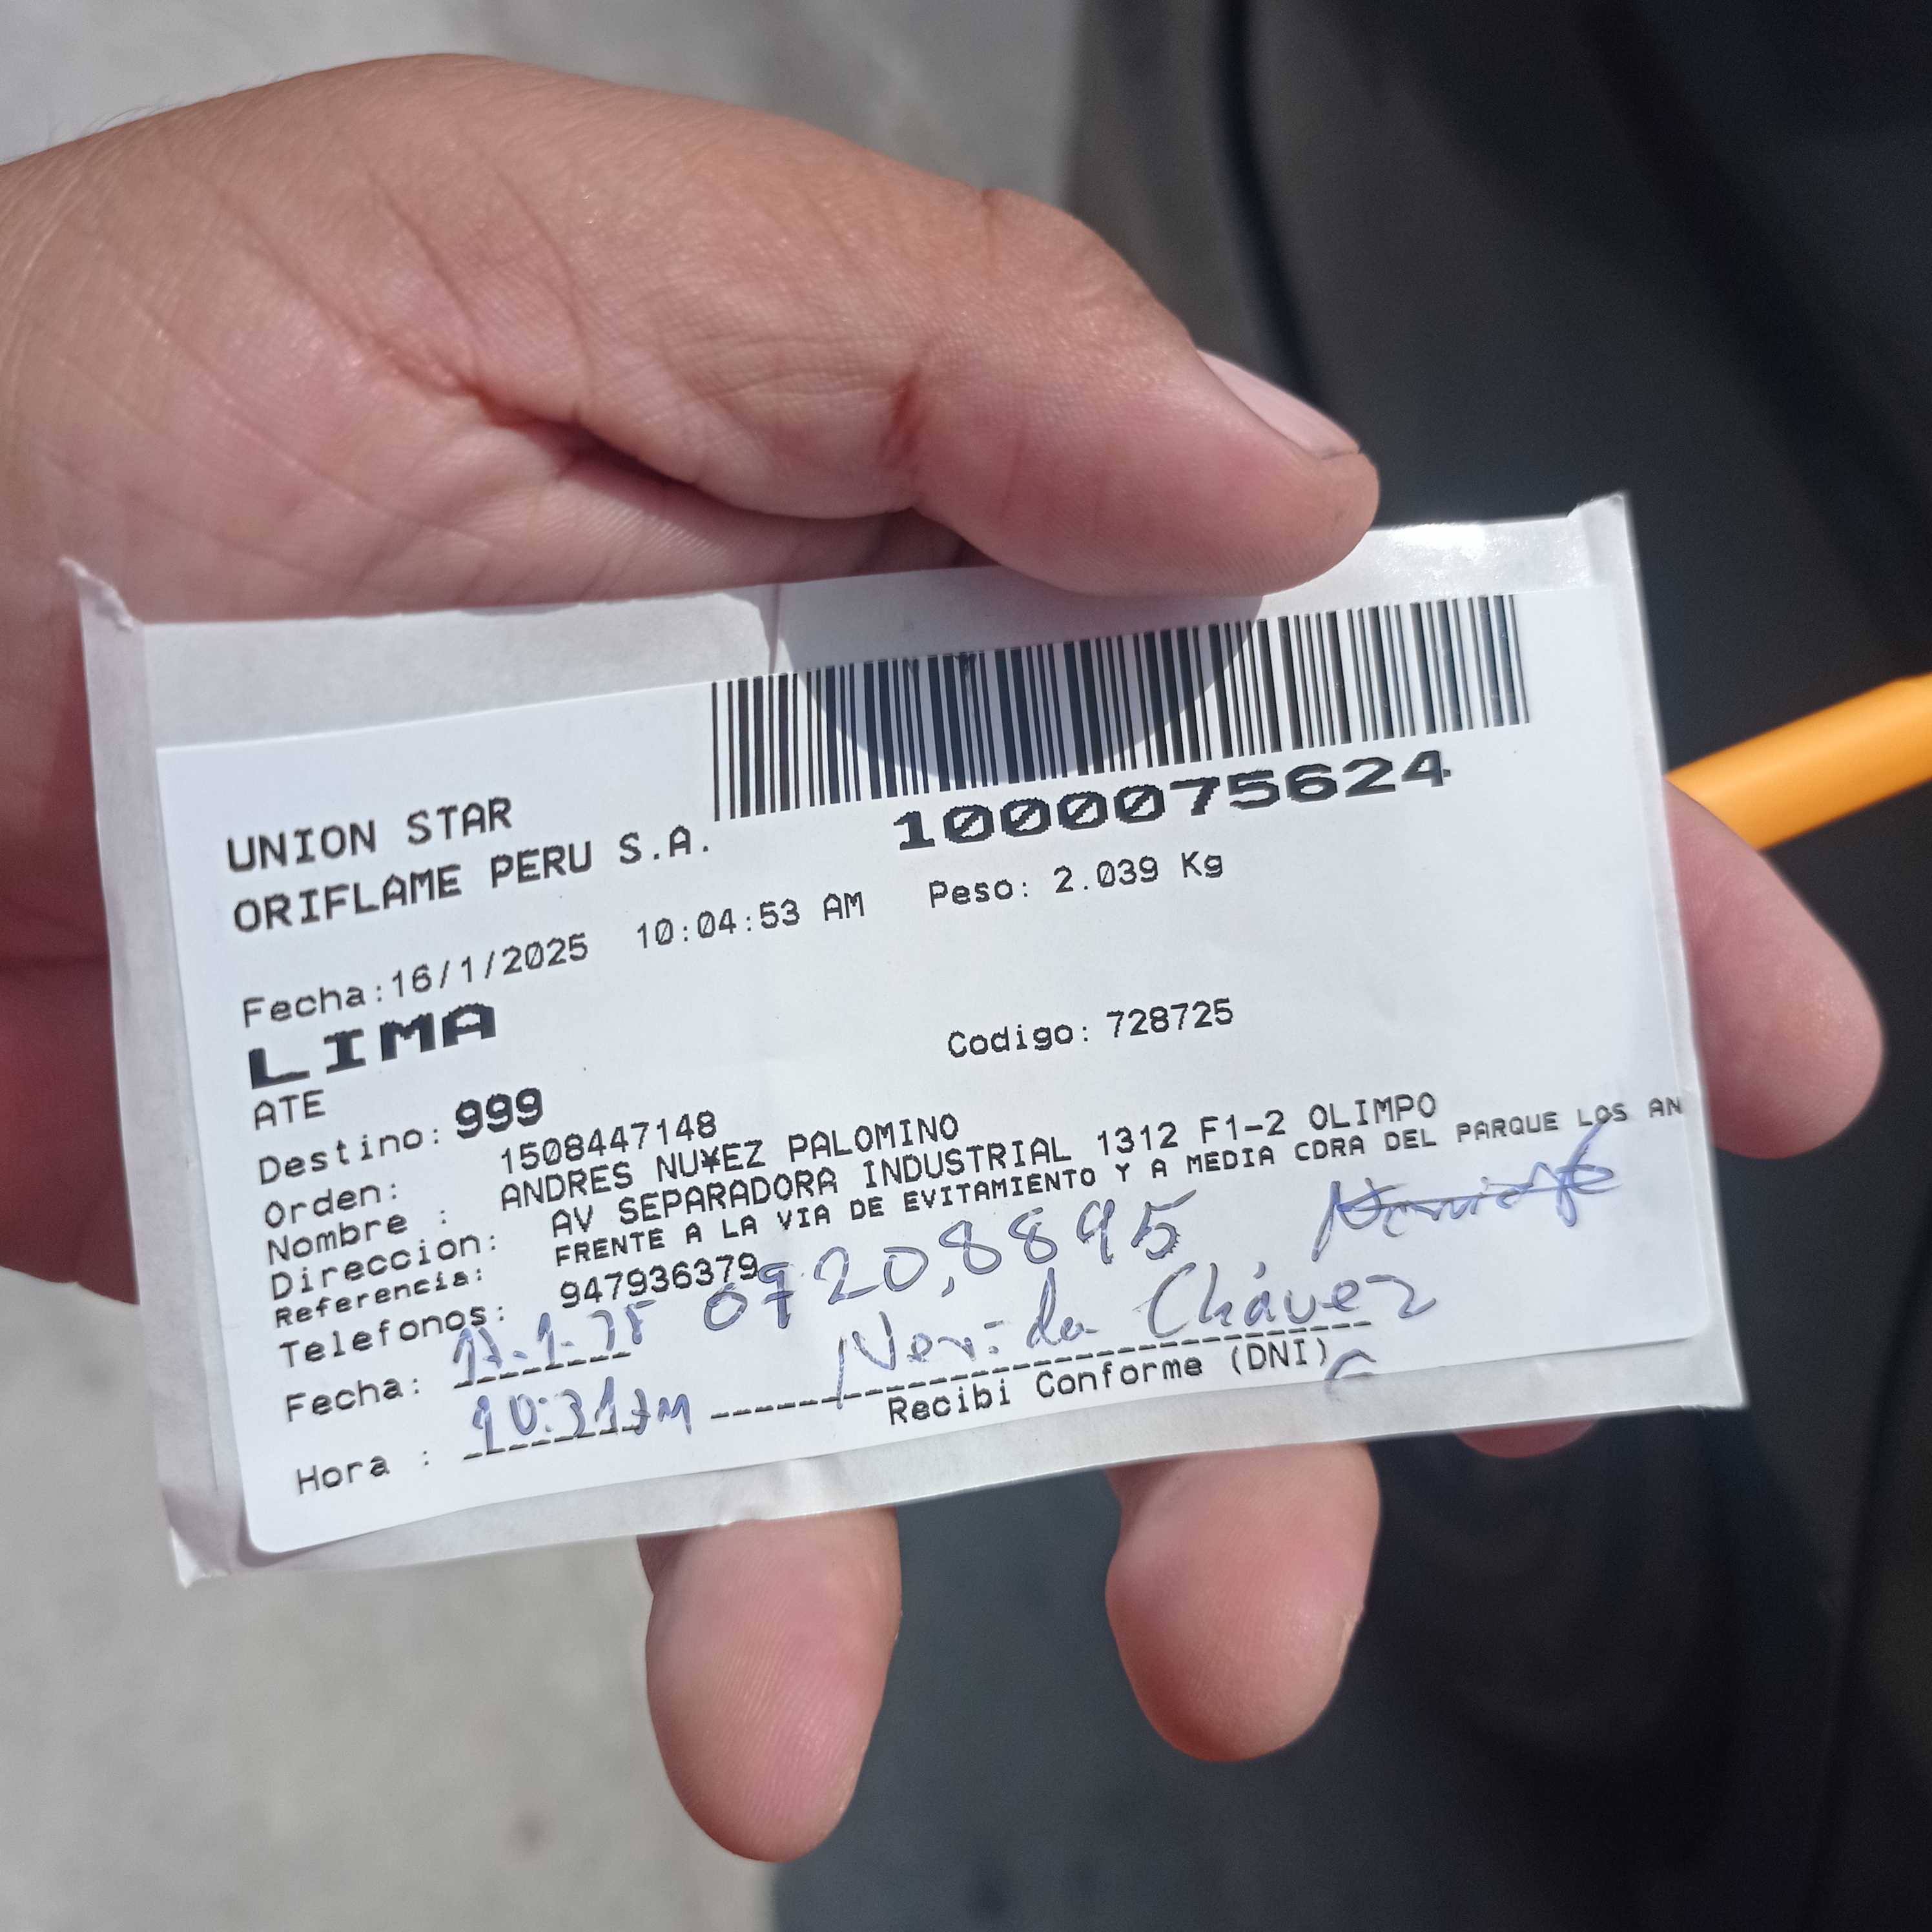 1000075624
UNION STAR
ORIFLAME PERU S.A.
Fecha:16/1/2025 10:04:53 AM Peso: 2.039 Kg
LIMA
ATE Codigo: 728725
Destino: 999
Orden: 1508447148
Nombre : ANDRES NU¥EZ PALOMINO
Direccion: AV SEPARADORA INDUSTRIAL 1312 F1-2 OLIMPO
Referencia: FRENTE A LA VIA DE EVITAMIENTO Y A MEDIA CDRA DEL PARQUE LOS AN
Telefonos: 947936379
Fecha: Chávez
Hora : 10:31
Recibi Conforme (DNI)